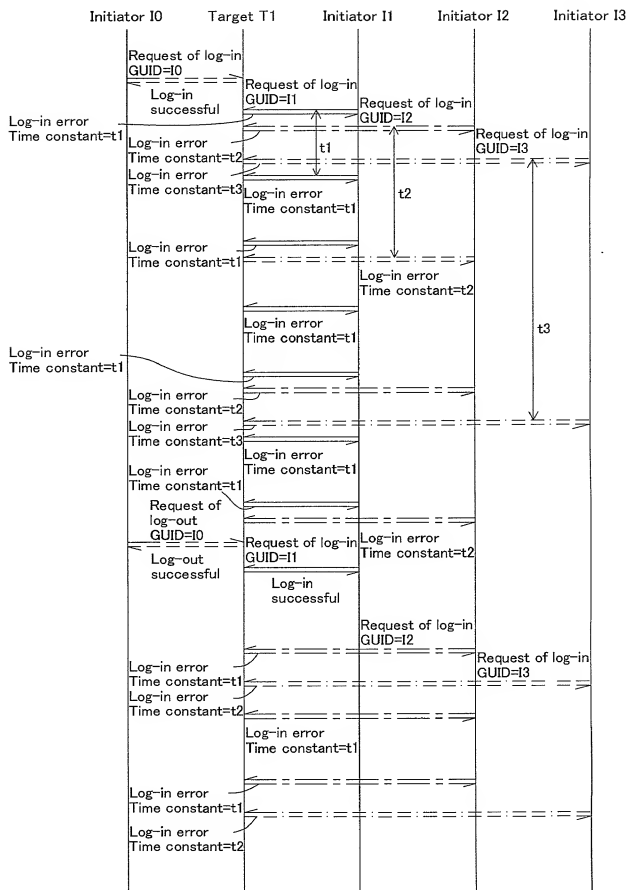 Initiator I0 Target T1 Initiator I1 Initiator I2 Initiator I3
Request of log-in
GUID=I0
Log-in
successful
Request of log-in
GUID=I1
Log-in error
Time constant=t1
Request of log-in
GUID=I2
Log-in error
Time constant=t2
t1
Request of log-in
GUID=I3
Log-in error
Time constant=t3
Log-in error
Time constant=t1
t2
Log-in error
Time constant=t1
Log-in error
Time constant=t2
Log-in error
Time constant=t1
t3
Log-in error
Time constant=t1
Log-in error
Time constant=t2
Log-in error
Time constant=t3
Log-in error
Time constant=t1
Log-in error
Time constant=t1
Request of
log-out
GUID=I0
Log-out
successful
Request of log-in
GUID=I1
Log-in error
Time constant=t2
Log-in
successful
Request of log-in
GUID=I2
Log-in error
Time constant=t1
Request of log-in
GUID=I3
Log-in error
Time constant=t2
Log-in error
Time constant=t1
Log-in error
Time constant=t1
Log-in error
Time constant=t2